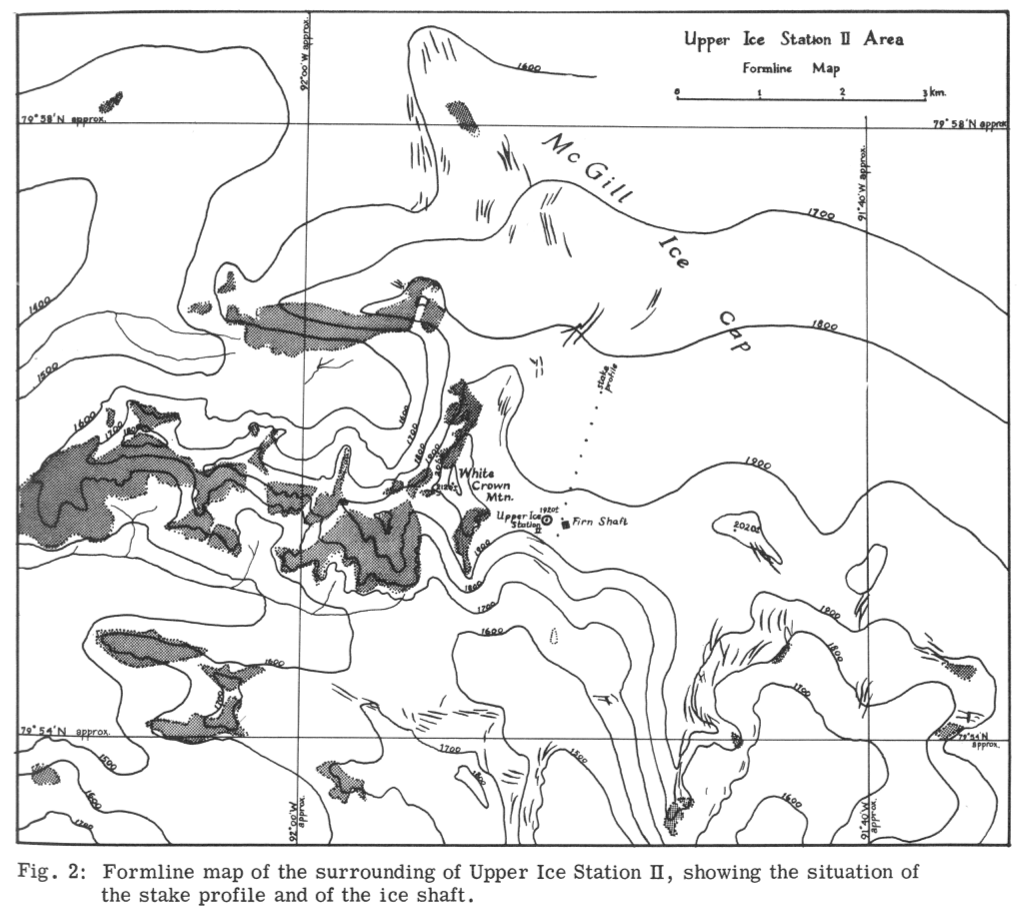 Upper Ice Station II Area
Formline Map
0 1 2 3 km.
92°00'W approx.
1600
79°58'N approx.
79°58'N approx.
McGill Ice Cap
91°40'W approx.
1700
1400
1800
1500
stake profile
1600
1700
1800
1600
1700
1800
1900
1900
White Crown Mtn.
Upper Ice Station II
1920±
Firn Shaft
2020±
1900
1800
1700
1600
1900
1800
1700
1600
1700
79°54'N approx.
79°54'N approx.
1500
1700
1500
1800
1600
1600
1700
92°00'W approx.
91°40'W approx.
Fig. 2: Formline map of the surrounding of Upper Ice Station II, showing the situation of
the stake profile and of the ice shaft.